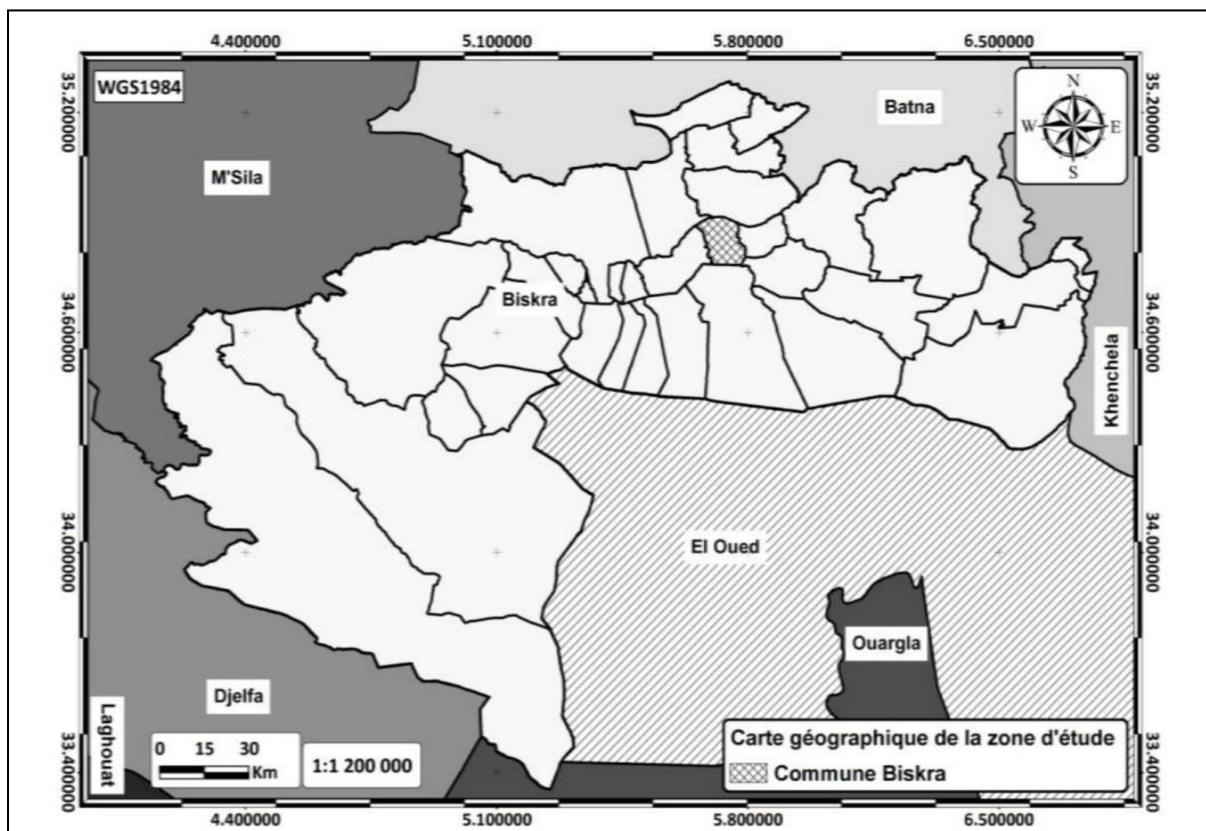 4.400000 5.100000 5.800000 6.500000
WGS1984
N
W E
S
35.200000
35.200000
Batna
M'Sila
Biskra
34.600000
34.600000
Khenchela
El Oued
34.000000
34.000000
Ouargla
Djelfa
Laghouat
33.400000
33.400000
0 15 30
Km
1:1 200 000
Carte géographique de la zone d'étude
Commune Biskra
4.400000 5.100000 5.800000 6.500000